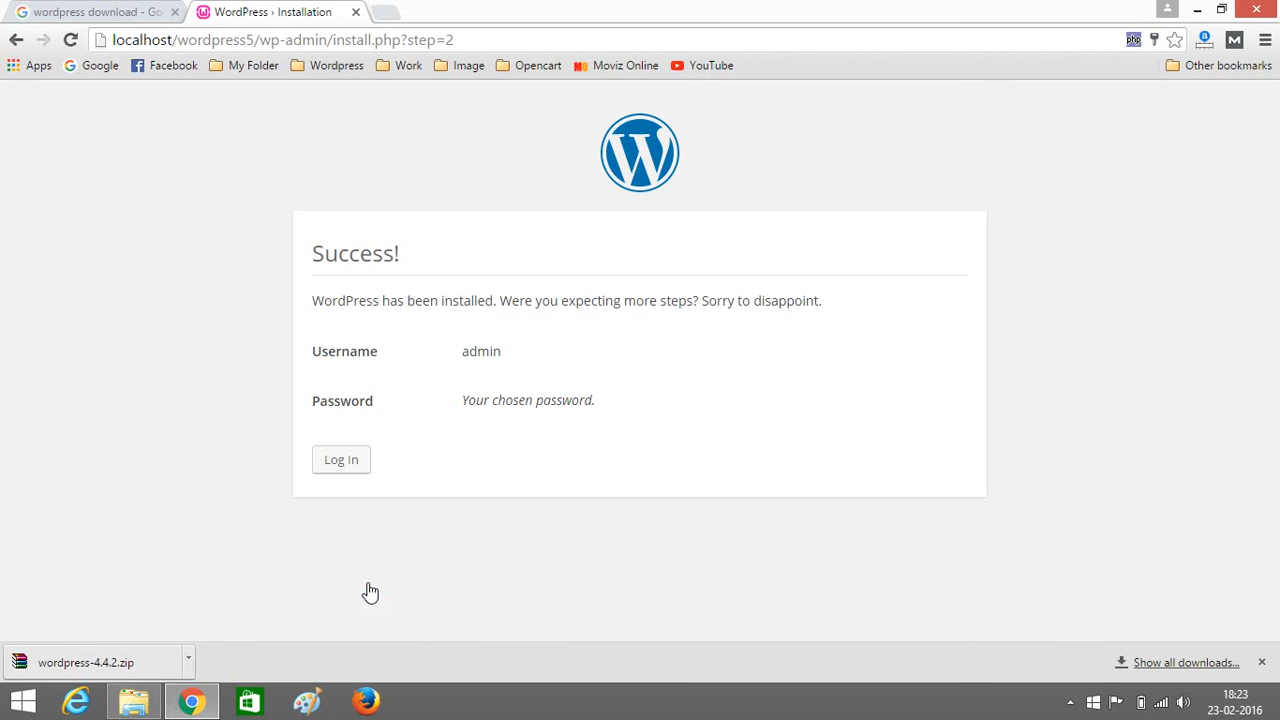 wordpress download - Go
WordPress › Installation
localhost/wordpress5/wp-admin/install.php?step=2
php
a
M
Apps
Google
Facebook
My Folder
Wordpress
Work
Image
Opencart
Moviz Online
YouTube
Other bookmarks
W
Success!
WordPress has been installed. Were you expecting more steps? Sorry to disappoint.
Username admin
Password Your chosen password.
Log In
wordpress-4.4.2.zip
Show all downloads...
18:23
23-02-2016